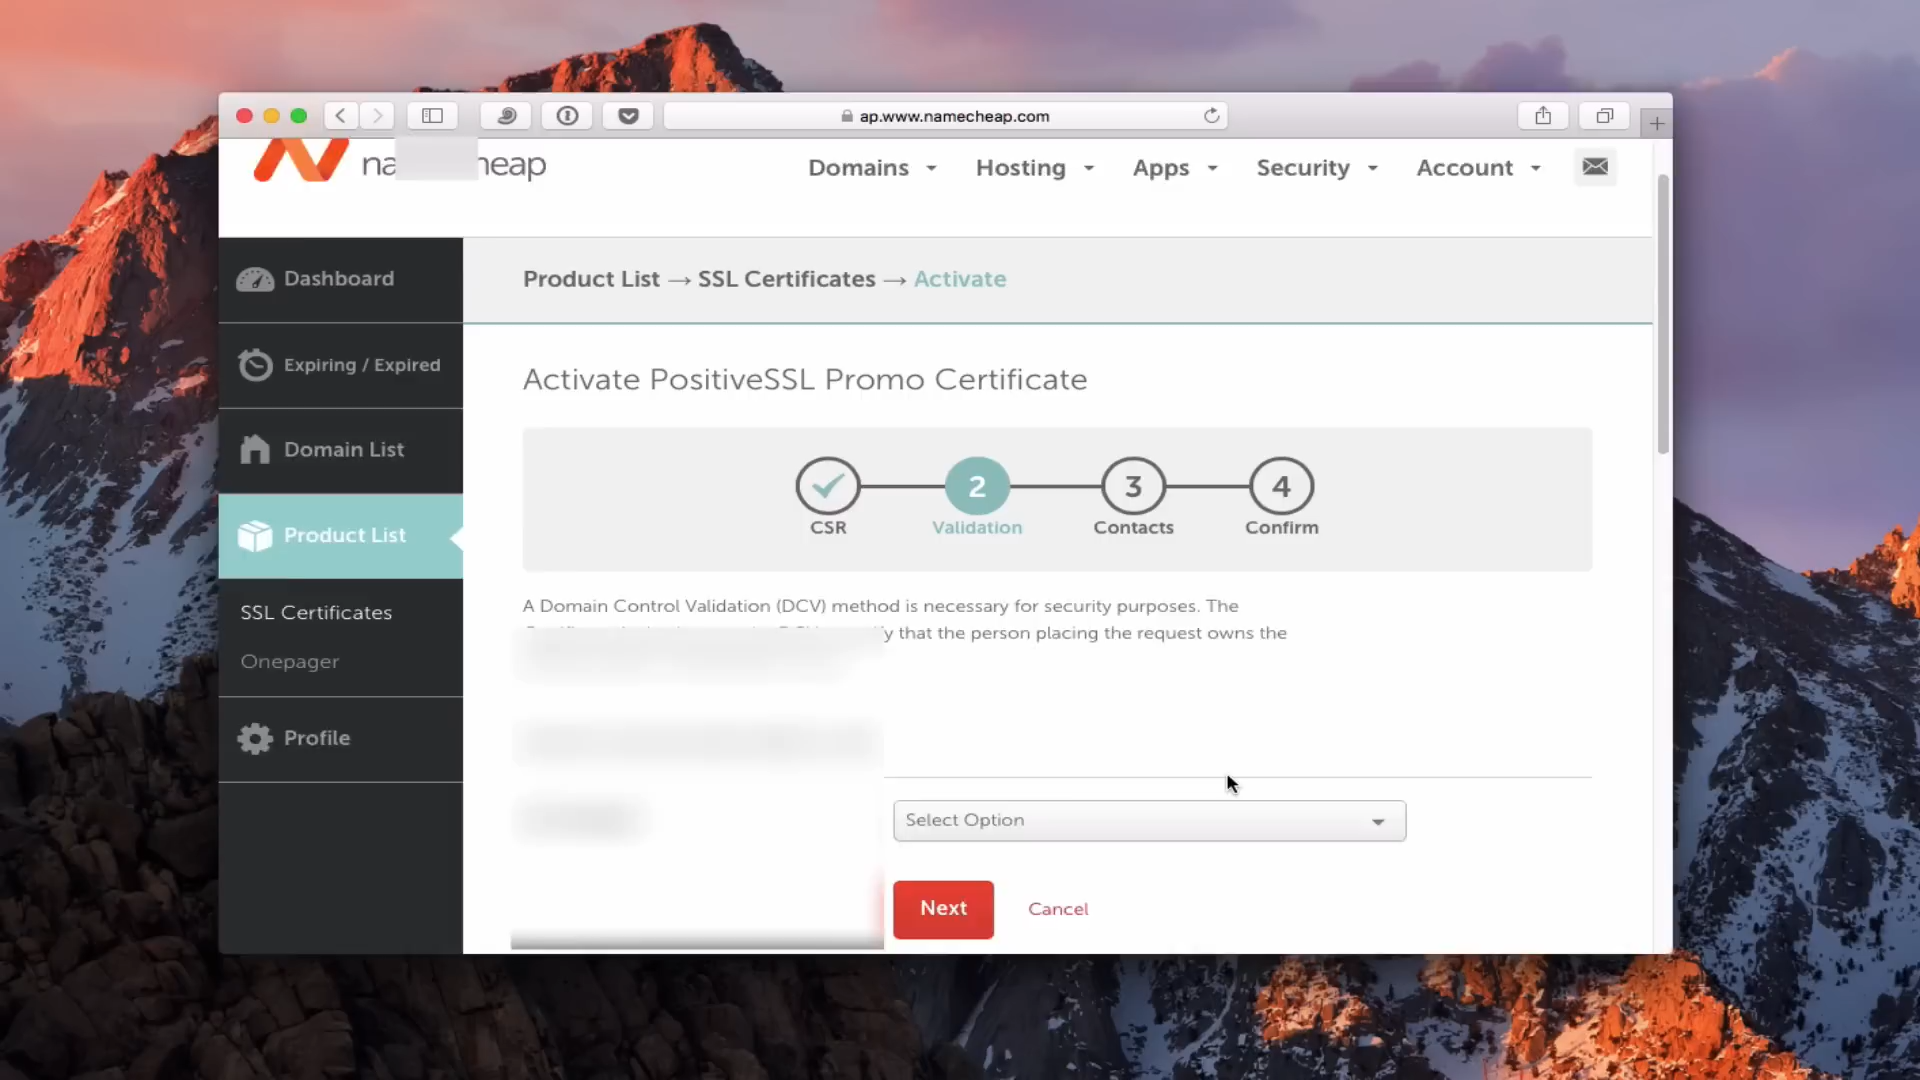 ap.www.namecheap.com
na heap
Domains
Hosting
Apps
Security
Account
Dashboard
Expiring / Expired
Domain List
Product List
SSL Certificates
Onepager
Profile
Product List → SSL Certificates → Activate
Activate PositiveSSL Promo Certificate
2 3 4
CSR Validation Contacts Confirm
A Domain Control Validation (DCV) method is necessary for security purposes. The
that the person placing the request owns the
Select Option
Next
Cancel